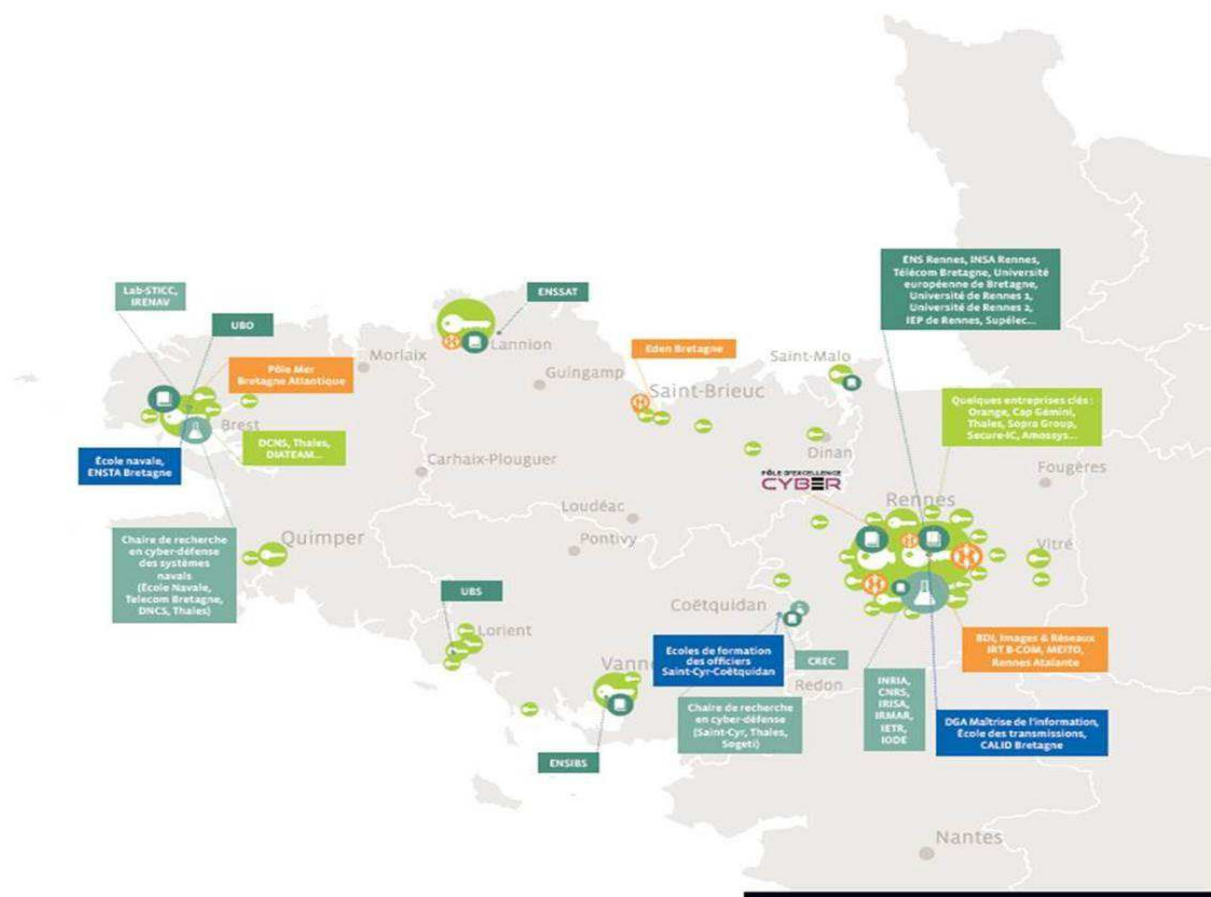 ENS Rennes, INSA Rennes,
Télécom Bretagne, Université
européenne de Bretagne,
Université de Rennes 1,
Université de Rennes 2,
IEP de Rennes, Supélec...
Lab-STICC,
IRENAV
ENSSAT
UBO
Lannion
Morlaix
Eden Bretagne
Saint-Malo
Pôle Mer
Bretagne Atlantique
Guingamp
Saint-Brieuc
Quelques entreprises clés :
Orange, Cap Gémini,
Thales, Sopra Group,
Secure-IC, Amossys...
Brest
DCNS, Thales,
DIATEAM...
École navale,
ENSTA Bretagne
Carhaix-Plouguer
Dinan
PÔLE D'EXCELLENCE
CYBER
Fougères
Rennes
Loudéac
Pontivy
Vitré
Quimper
Chaire de recherche
en cyber-défense
des systèmes
navals
(École Navale,
Telecom Bretagne,
DNCS, Thales)
UBS
Lorient
Coëtquidan
Écoles de formation
des officiers
Saint-Cyr-Coëtquidan
CREC
BDI, Images & Réseaux
IRT B-COM, MEITO,
Rennes Atalante
Vann
Redon
INRIA,
CNRS,
IRISA,
IRMAR,
IETR,
IODE
Chaire de recherche
en cyber-défense
(Saint-Cyr, Thales,
Sogeti)
DGA Maîtrise de l'information,
École des transmissions,
CALID Bretagne
ENSIBS
Nantes